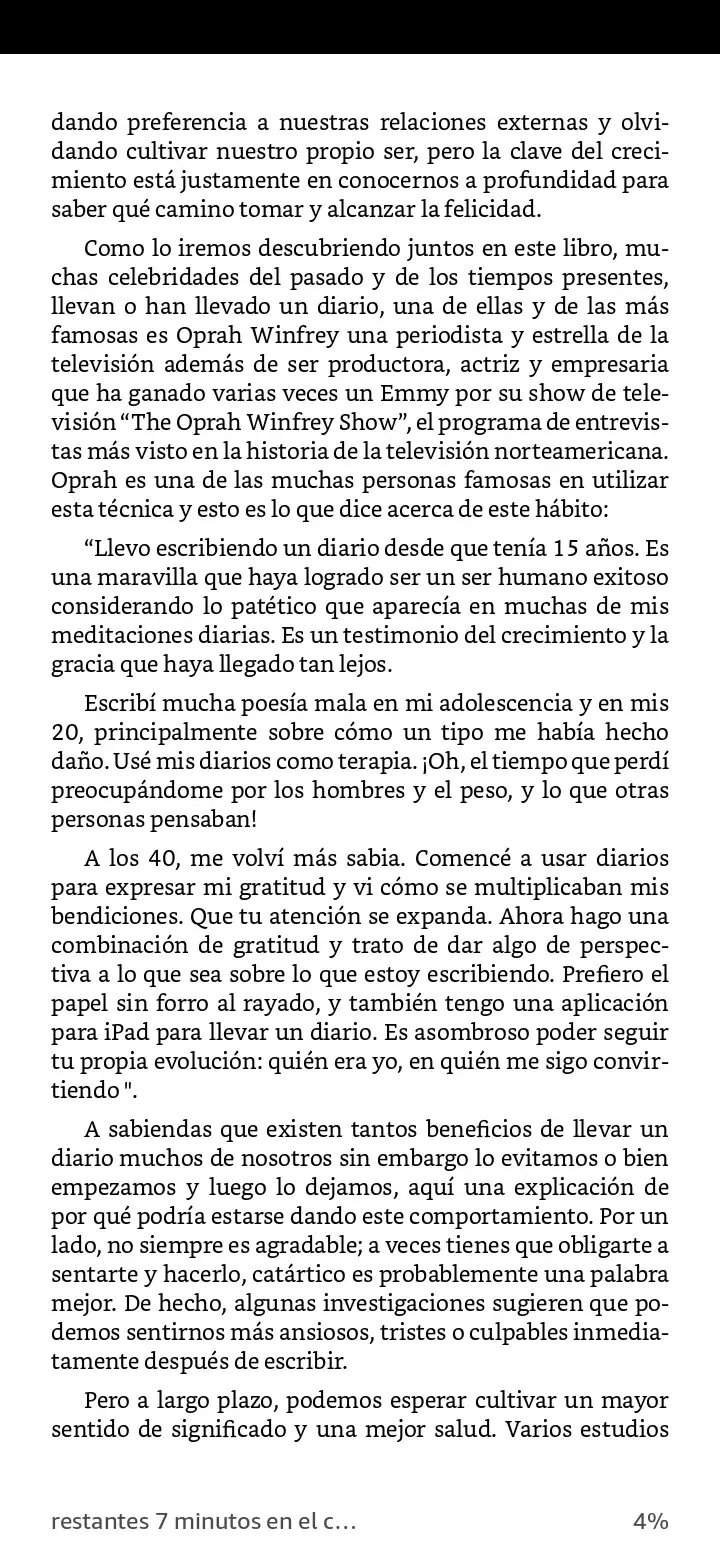 dando preferencia a nuestras relaciones externas y olvi-
dando cultivar nuestro propio ser, pero la clave del creci-
miento está justamente en conocernos a profundidad para
saber qué camino tomar y alcanzar la felicidad.
Como lo iremos descubriendo juntos en este libro, mu-
chas celebridades del pasado y de los tiempos presentes,
llevan o han llevado un diario, una de ellas y de las más
famosas es Oprah Winfrey una periodista y estrella de la
televisión además de ser productora, actriz y empresaria
que ha ganado varias veces un Emmy por su show de tele-
visión “The Oprah Winfrey Show”, el programa de entrevis-
tas más visto en la historia de la televisión norteamericana.
Oprah es una de las muchas personas famosas en utilizar
esta técnica y esto es lo que dice acerca de este hábito:
“Llevo escribiendo un diario desde que tenía 15 años. Es
una maravilla que haya logrado ser un ser humano exitoso
considerando lo patético que aparecía en muchas de mis
meditaciones diarias. Es un testimonio del crecimiento y la
gracia que haya llegado tan lejos.
Escribí mucha poesía mala en mi adolescencia y en mis
20, principalmente sobre cómo un tipo me había hecho
daño. Usé mis diarios como terapia. ¡Oh, el tiempo que perdí
preocupándome por los hombres y el peso, y lo que otras
personas pensaban!
A los 40, me volví más sabia. Comencé a usar diarios
para expresar mi gratitud y vi cómo se multiplicaban mis
bendiciones. Que tu atención se expanda. Ahora hago una
combinación de gratitud y trato de dar algo de perspec-
tiva a lo que sea sobre lo que estoy escribiendo. Prefiero el
papel sin forro al rayado, y también tengo una aplicación
para iPad para llevar un diario. Es asombroso poder seguir
tu propia evolución: quién era yo, en quién me sigo convir-
tiendo ".
A sabiendas que existen tantos beneficios de llevar un
diario muchos de nosotros sin embargo lo evitamos o bien
empezamos y luego lo dejamos, aquí una explicación de
por qué podría estarse dando este comportamiento. Por un
lado, no siempre es agradable; a veces tienes que obligarte a
sentarte y hacerlo, catártico es probablemente una palabra
mejor. De hecho, algunas investigaciones sugieren que po-
demos sentirnos más ansiosos, tristes o culpables inmedia-
tamente después de escribir.
Pero a largo plazo, podemos esperar cultivar un mayor
sentido de significado y una mejor salud. Varios estudios
restantes 7 minutos en el c... 4%